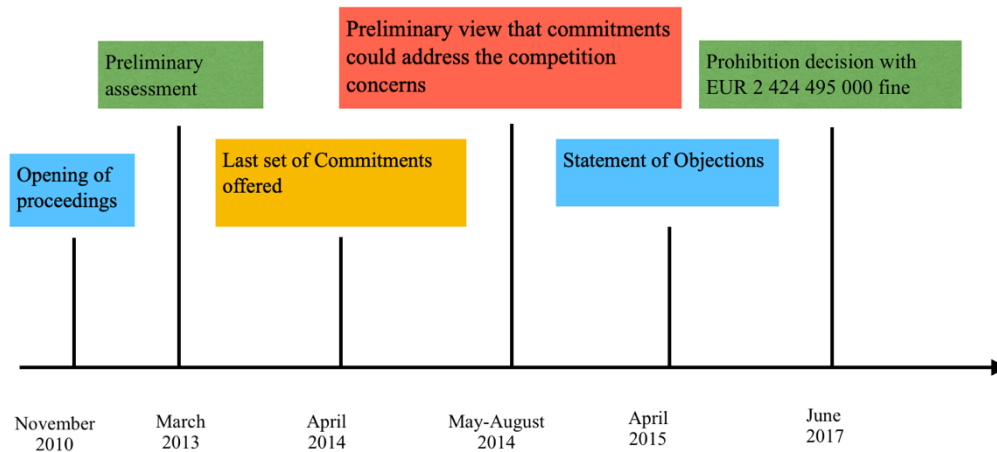 Preliminary
assessment
Preliminary view that commitments
could address the competition
concerns
Prohibition decision with
EUR 2 424 495 000 fine
Opening of
proceedings
Last set of Commitments
offered
Statement of Objections
November
2010
March
2013
April
2014
May-August
2014
April
2015
June
2017